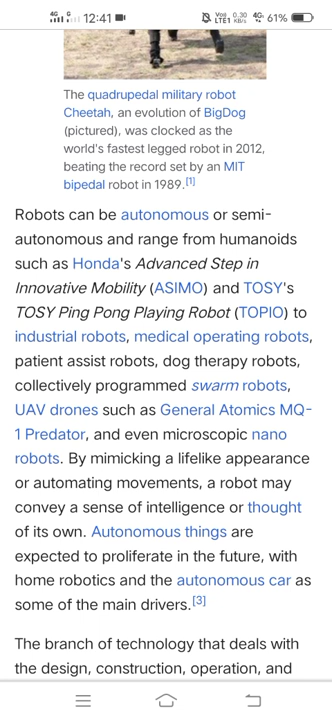 4G G 12:41 Voij LTE1 0.30 KB/s 4G 61%
The quadrupedal military robot
Cheetah, an evolution of BigDog
(pictured), was clocked as the
world's fastest legged robot in 2012,
beating the record set by an MIT
bipedal robot in 1989.[1]
Robots can be autonomous or semi-
autonomous and range from humanoids
such as Honda's Advanced Step in
Innovative Mobility (ASIMO) and TOSY's
TOSY Ping Pong Playing Robot (TOPIO) to
industrial robots, medical operating robots,
patient assist robots, dog therapy robots,
collectively programmed swarm robots,
UAV drones such as General Atomics MQ-
1 Predator, and even microscopic nano
robots. By mimicking a lifelike appearance
or automating movements, a robot may
convey a sense of intelligence or thought
of its own. Autonomous things are
expected to proliferate in the future, with
home robotics and the autonomous car as
some of the main drivers.[3]
The branch of technology that deals with
the design, construction, operation, and